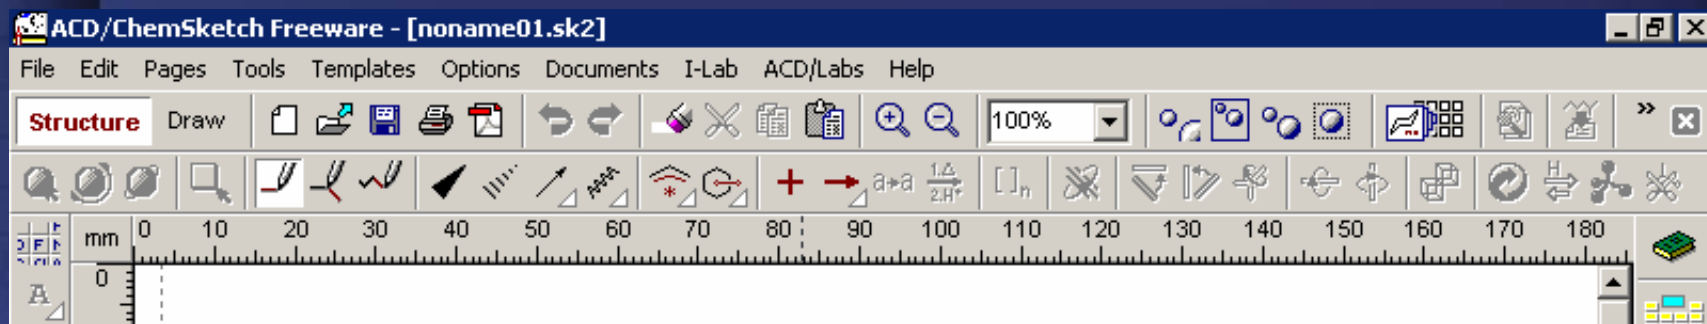 ACD/ChemSketch Freeware - [noname01.sk2]
File Edit Pages Tools Templates Options Documents I-Lab ACD/Labs Help
Structure Draw 100% »
a→a 1.Δ 2.H+ [ ]n H
mm 0 10 20 30 40 50 60 70 80 90 100 110 120 130 140 150 160 170 180
0
A